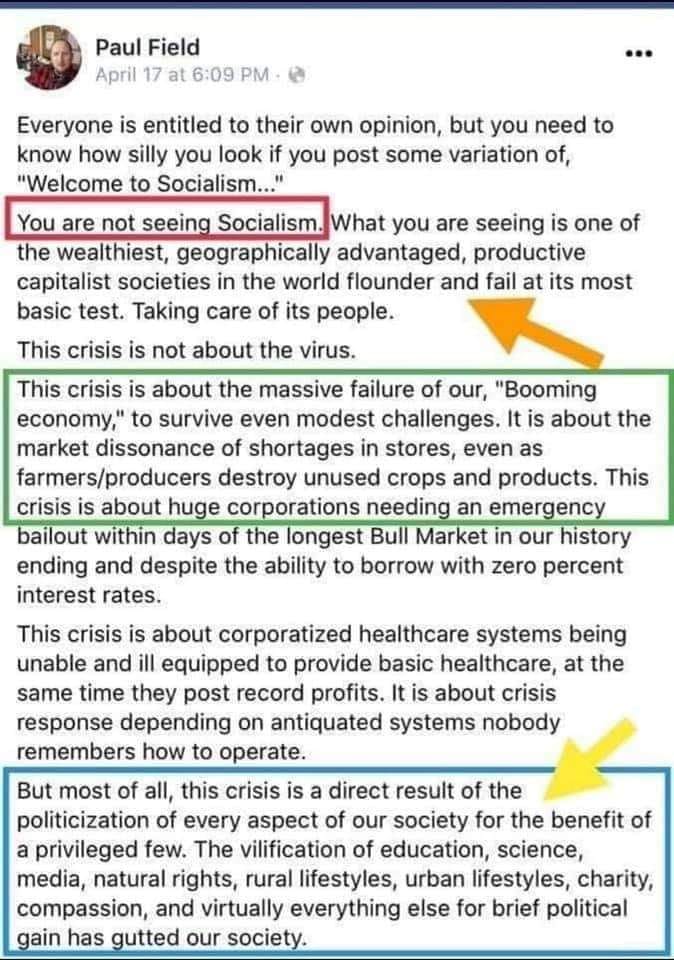 Paul Field
April 17 at 6:09 PM ·
Everyone is entitled to their own opinion, but you need to
know how silly you look if you post some variation of,
"Welcome to Socialism..."
You are not seeing Socialism. What you are seeing is one of
the wealthiest, geographically advantaged, productive
capitalist societies in the world flounder and fail at its most
basic test. Taking care of its people.
This crisis is not about the virus.
This crisis is about the massive failure of our, "Booming
economy," to survive even modest challenges. It is about the
market dissonance of shortages in stores, even as
farmers/producers destroy unused crops and products. This
crisis is about huge corporations needing an emergency
bailout within days of the longest Bull Market in our history
ending and despite the ability to borrow with zero percent
interest rates.
This crisis is about corporatized healthcare systems being
unable and ill equipped to provide basic healthcare, at the
same time they post record profits. It is about crisis
response depending on antiquated systems nobody
remembers how to operate.
But most of all, this crisis is a direct result of the
politicization of every aspect of our society for the benefit of
a privileged few. The vilification of education, science,
media, natural rights, rural lifestyles, urban lifestyles, charity,
compassion, and virtually everything else for brief political
gain has gutted our society.